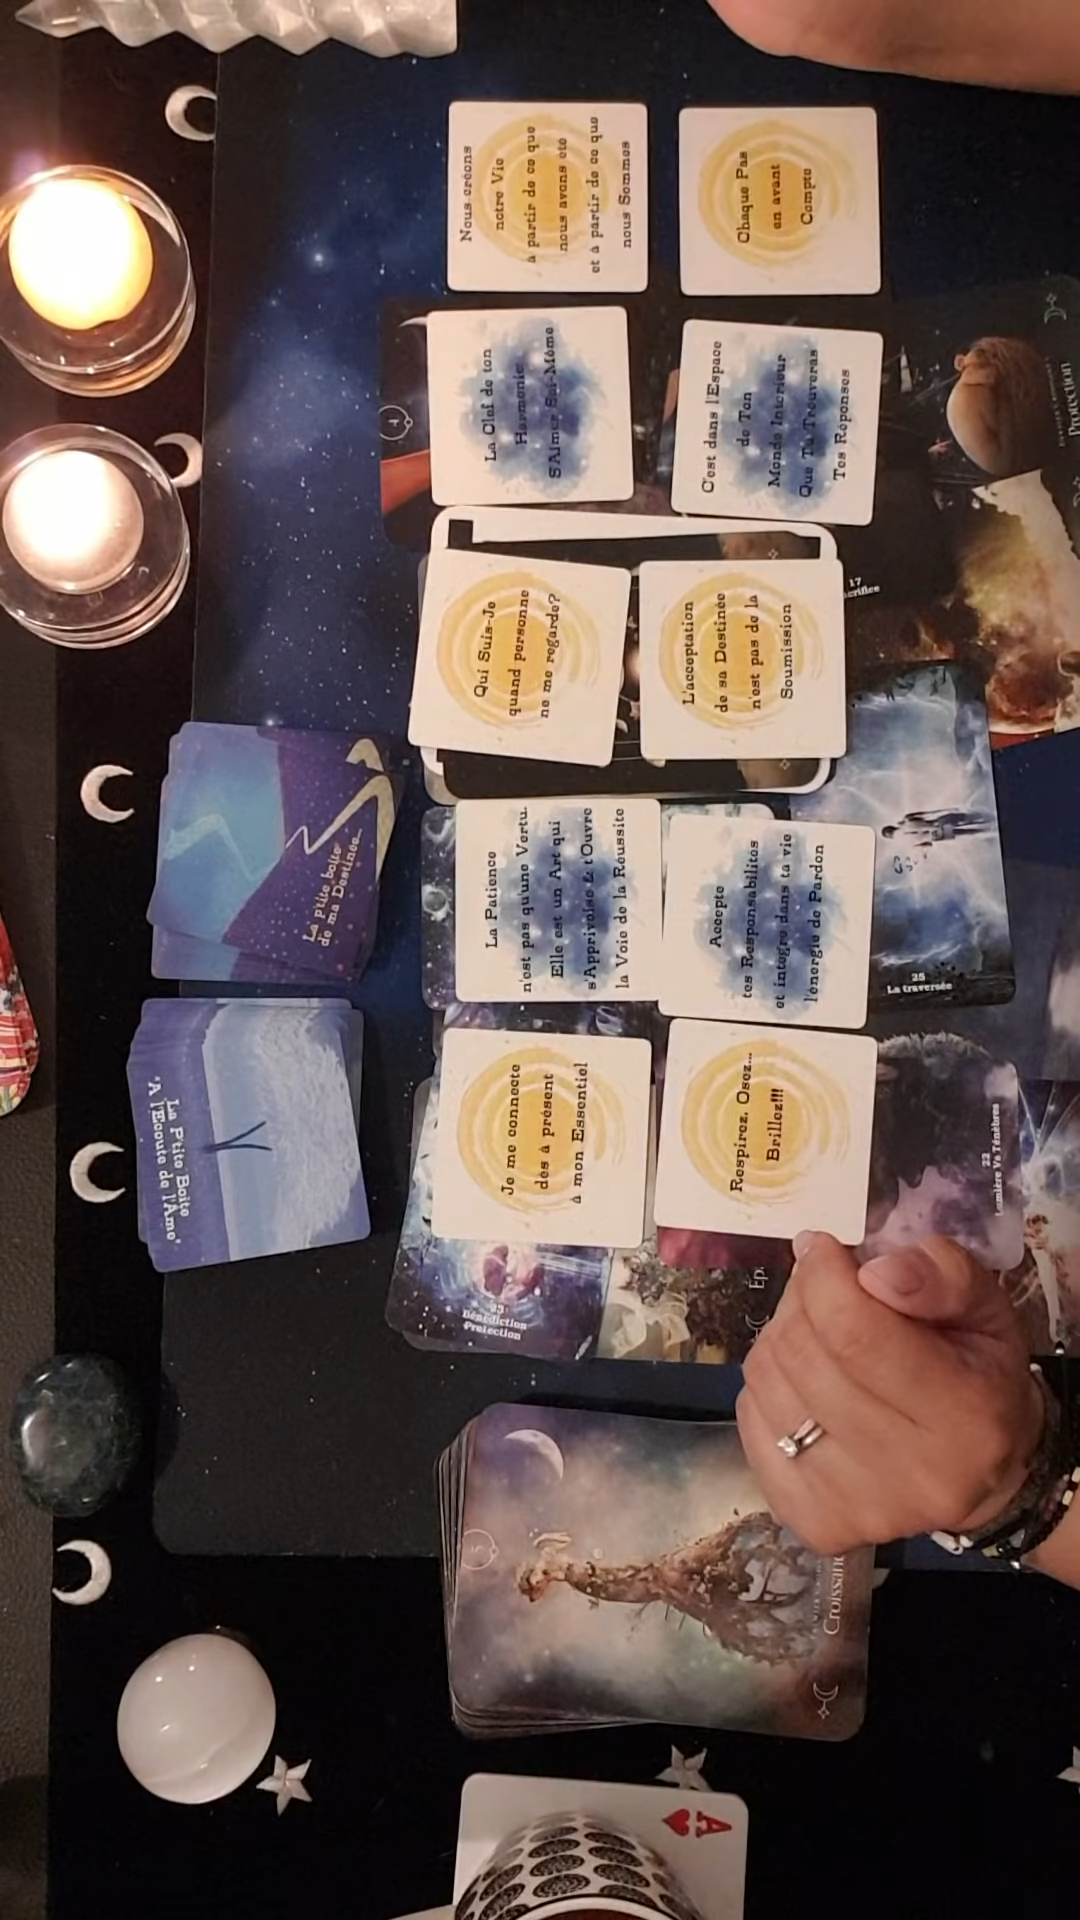 La P'tite Boîte
"A l'Ecoute de l'Âme"
La p'tite boîte
de ma Destinée...
Je me connecte
dès à présent
à mon Essentiel
La Patience
n'est pas qu'une Vertu.
Elle est un Art qui
s'Apprivoise & t'Ouvre
la Voie de la Réussite
Qui Suis-Je
quand personne
ne me regarde?
La Clef de ton
Harmonie:
S'Aimer Soi-Même
Nous créons
notre Vie
à partir de ce que
nous avons été
et à partir de ce que
nous Sommes
Respirez. Osez...
Brillez!!!
Accepte
tes Responsabilités
et intègre dans ta vie
l'énergie de Pardon
L'acceptation
de sa Destinée
n'est pas de la
Soumission
C'est dans l'Espace
de Ton
Monde Intérieur
Que Tu Trouveras
Tes Réponses
Chaque Pas
en avant
Compte
23
Bénédiction
Protection
22
Lumière Vs Ténèbres
25
La traversée
17
Protection
5
A